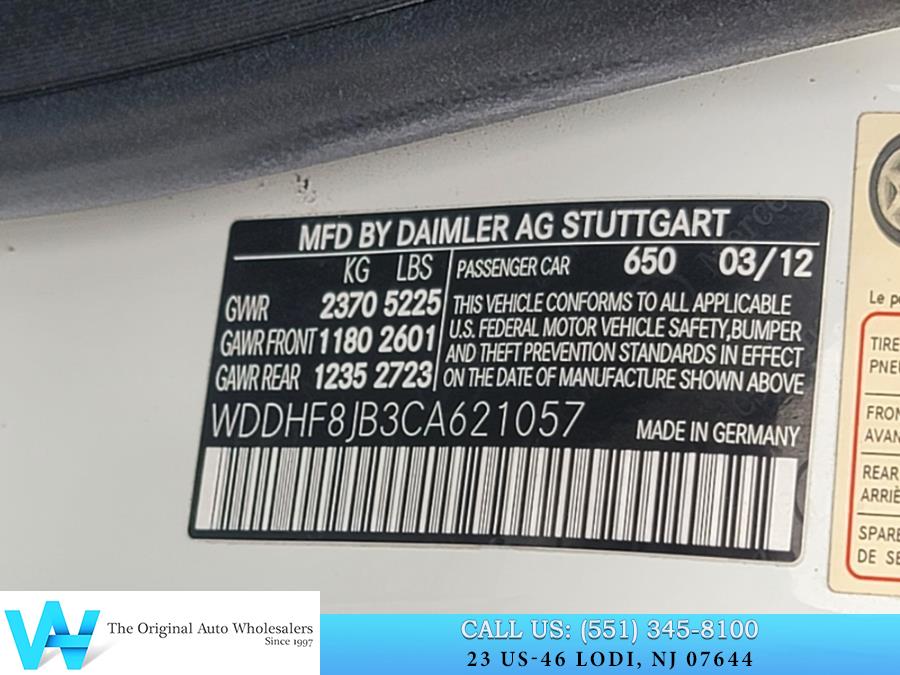 MFD BY DAIMLER AG STUTTGART
KG LBS
GVWR 2370 5225
GAWR FRONT 1180 2601
GAWR REAR 1235 2723
PASSENGER CAR 650 03/12
THIS VEHICLE CONFORMS TO ALL APPLICABLE
U.S. FEDERAL MOTOR VEHICLE SAFETY,BUMPER
AND THEFT PREVENTION STANDARDS IN EFFECT
ON THE DATE OF MANUFACTURE SHOWN ABOVE
WDDHF8JB3CA621057
MADE IN GERMANY
Le
TIRE
FRON
AVAN
REAR
ARRIÈ
SPARE
DE
W
The Original Auto Wholesalers
Since 1997
CALL US: (551) 345-8100
23 US-46 LODI, NJ 07644